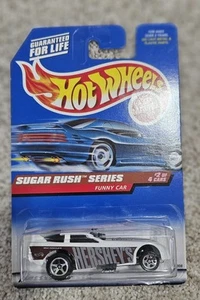 GUARANTEED
FOR LIFE
Hot Wheels
SUGAR RUSH SERIES
FUNNY CAR
#2 OF
4 CARS
HERSHEY'S